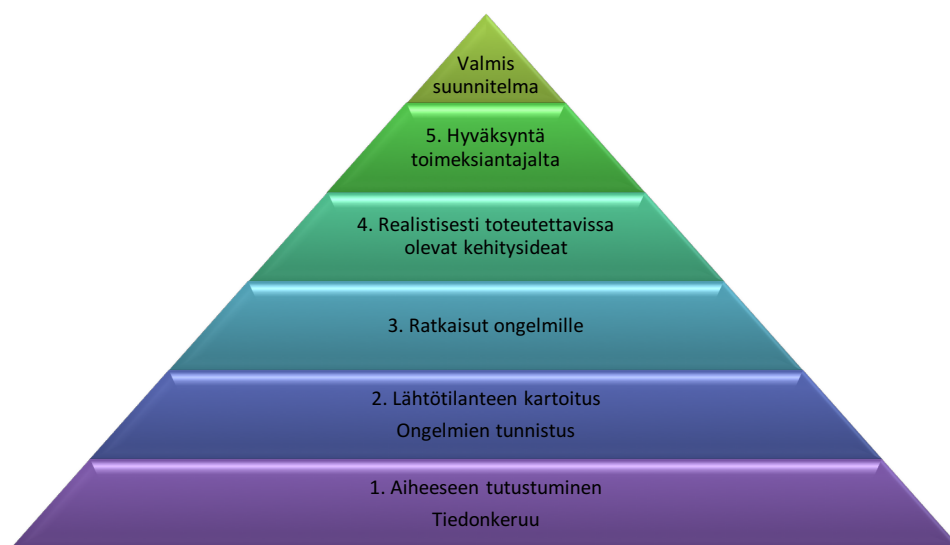 Valmis
suunnitelma
5. Hyväksyntä
toimeksiantajalta
4. Realistisesti toteutettavissa
olevat kehitysideat
3. Ratkaisut ongelmille
2. Lähtötilanteen kartoitus
Ongelmien tunnistus
1. Aiheeseen tutustuminen
Tiedonkeruu